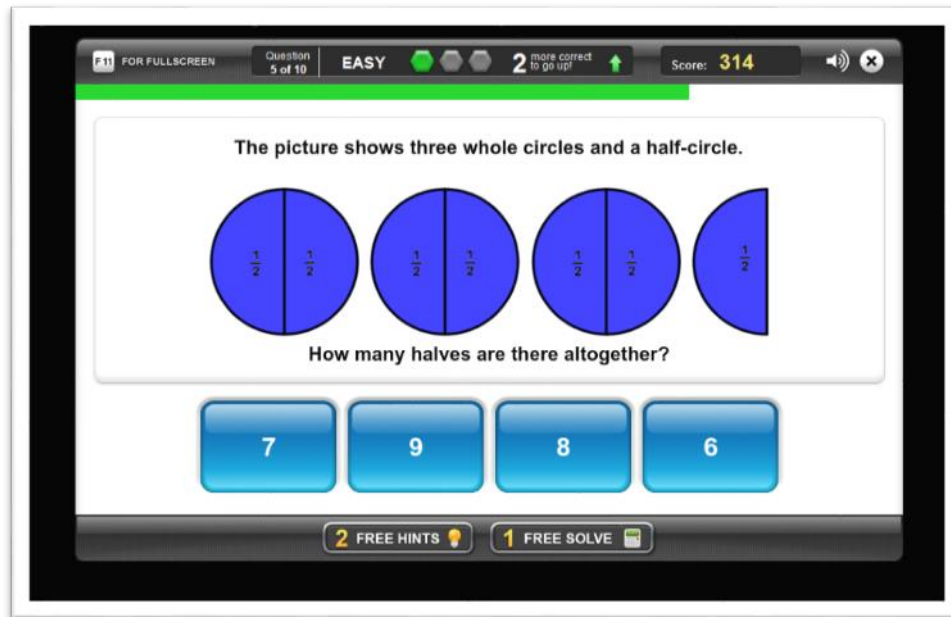 F11 FOR FULLSCREEN
Question
5 of 10
EASY
2 more correct
to go up!
Score: 314
The picture shows three whole circles and a half-circle.
1/2 1/2 1/2 1/2 1/2 1/2 1/2
How many halves are there altogether?
7 9 8 6
2 FREE HINTS 1 FREE SOLVE